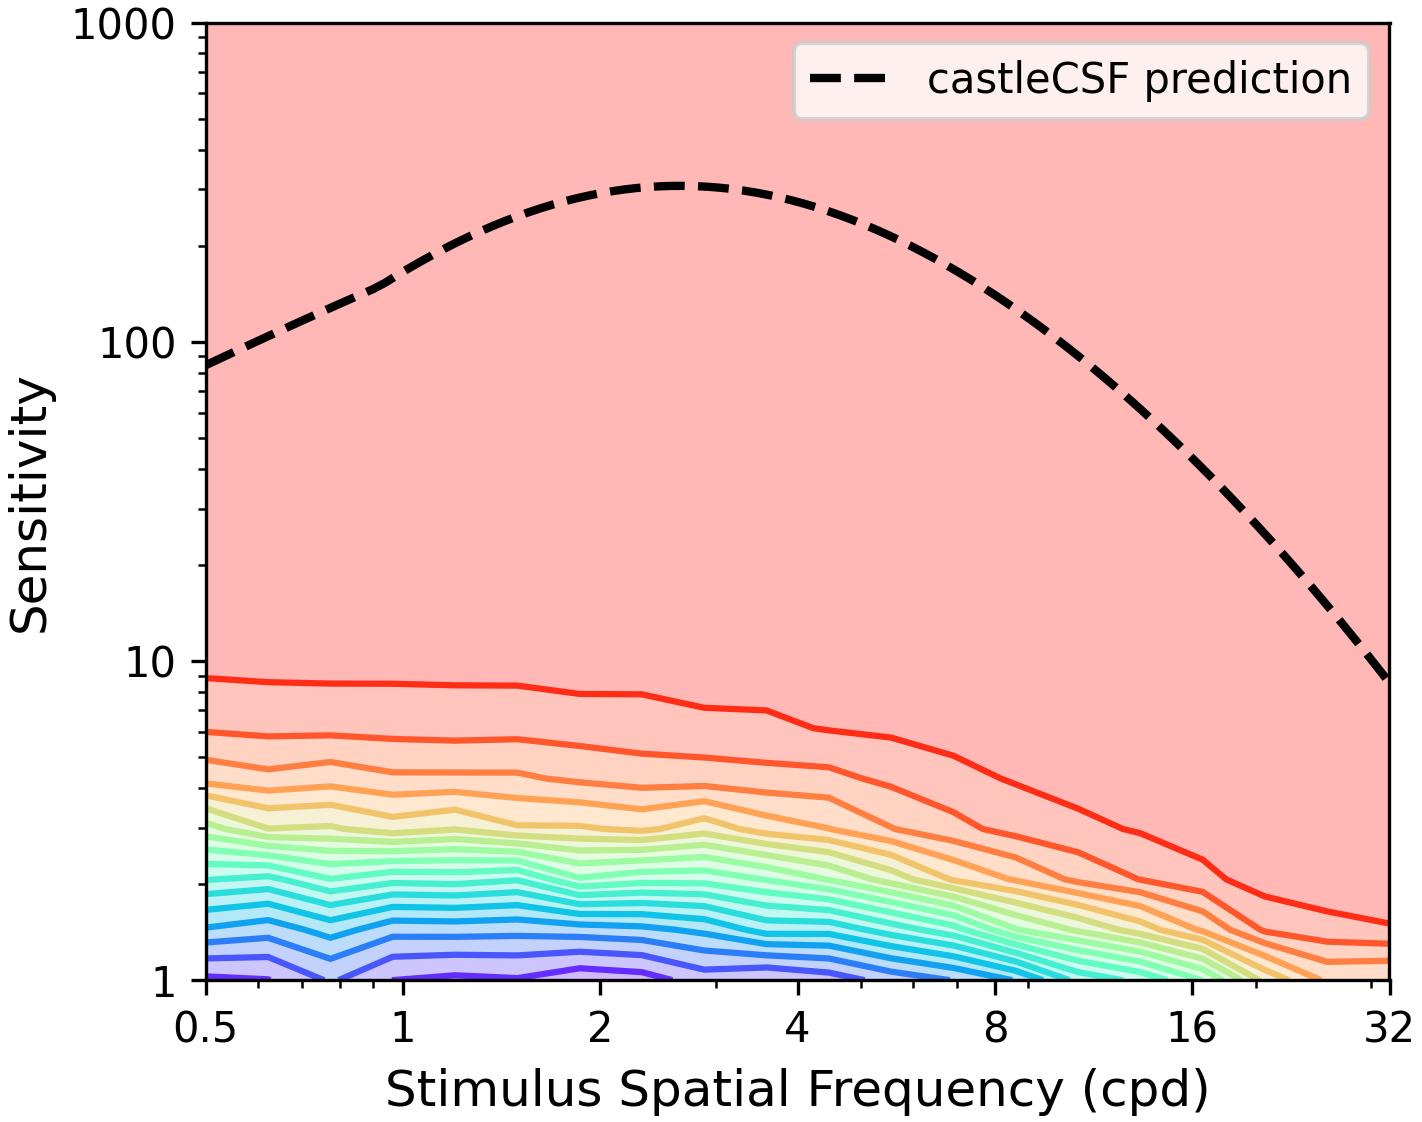 1000
castleCSF prediction
100
10
1
Sensitivity
0.5 1 2 4 8 16 32
Stimulus Spatial Frequency (cpd)